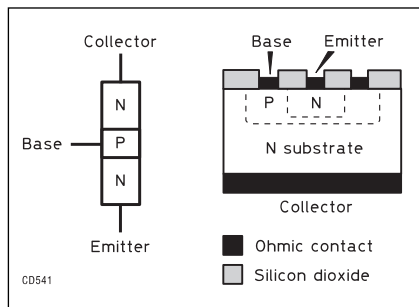 Collector
N
Base
P
N
Emitter
CD541
Base Emitter
P N
N substrate
Collector
Ohmic contact
Silicon dioxide